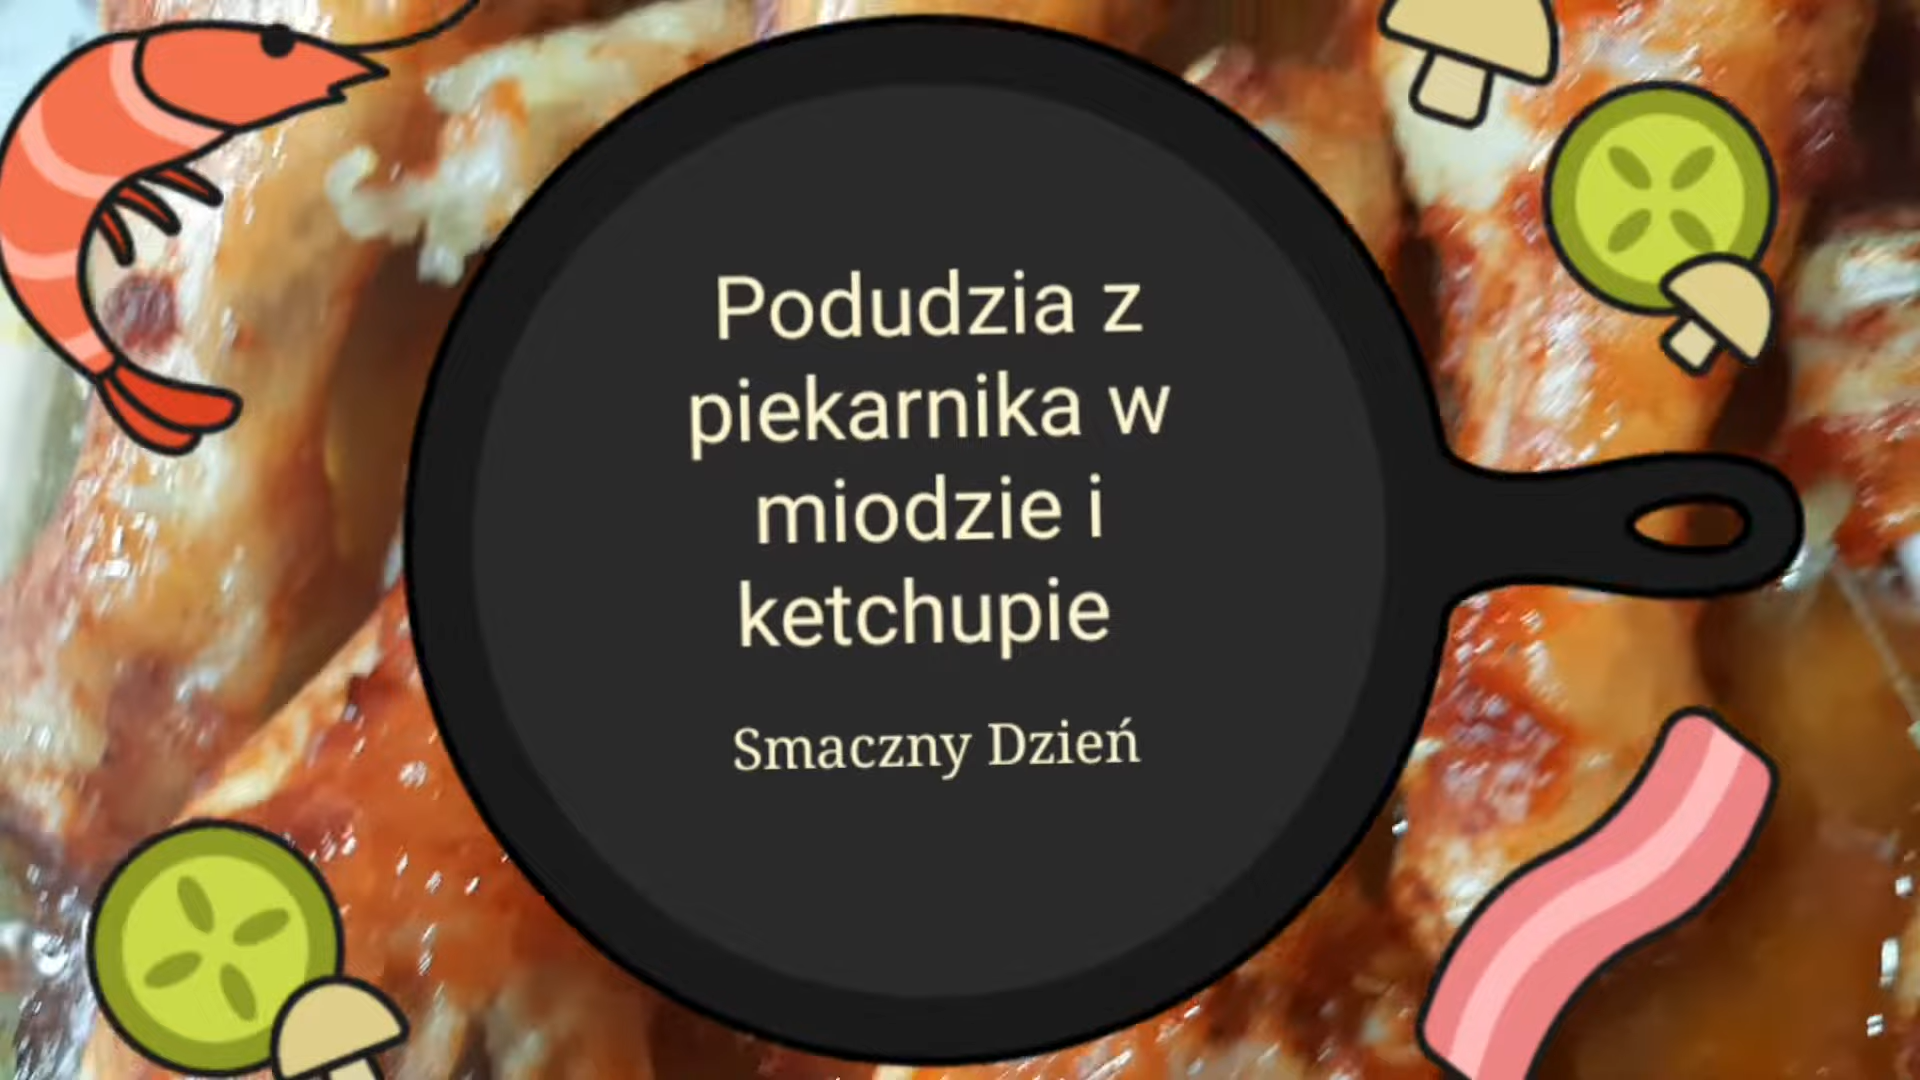 Podudzia z
piekarnika w
miodzie i
ketchupie
Smaczny Dzień